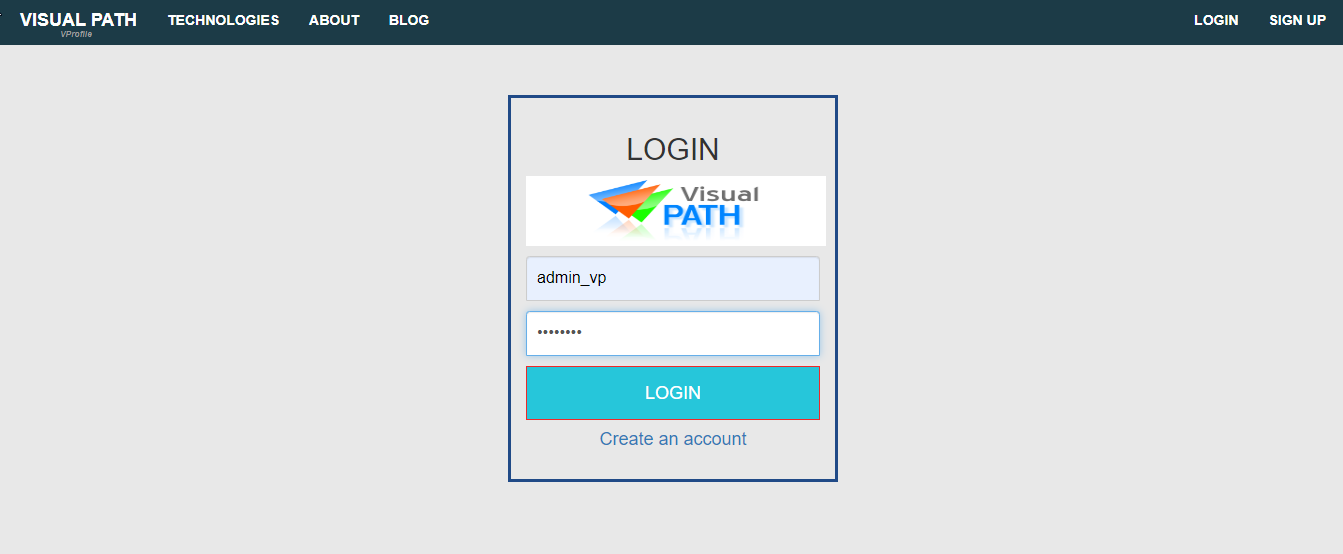 VISUAL PATH TECHNOLOGIES ABOUT BLOG LOGIN SIGN UP
VProfile
LOGIN
Visual
PATH
admin_vp
••••••••
LOGIN
Create an account